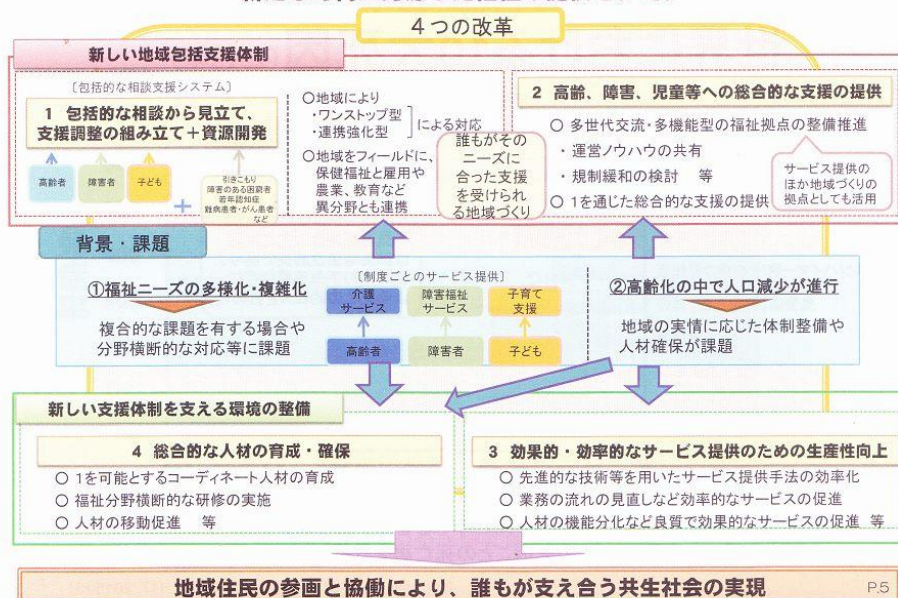 4つの改革
新しい地域包括支援体制
〔包括的な相談支援システム〕
1 包括的な相談から見立て、
支援調整の組み立て+資源開発
高齢者
障害者
子ども
引きこもり
障害のある困窮者
若年認知症
難病患者・がん患者
など
+
○地域により
・ワンストップ型
・連携強化型
による対応
○地域をフィールドに、
保健福祉と雇用や
農業、教育など
異分野とも連携
誰もがその
ニーズに
合った支援
を受けられ
る地域づくり
2 高齢、障害、児童等への総合的な支援の提供
○ 多世代交流・多機能型の福祉拠点の整備推進
・運営ノウハウの共有
・規制緩和の検討 等
○ 1を通じた総合的な支援の提供
サービス提供の
ほか地域づくりの
拠点としても活用
背景・課題
①福祉ニーズの多様化・複雑化
複合的な課題を有する場合や
分野横断的な対応等に課題
〔制度ごとのサービス提供〕
介護
サービス
障害福祉
サービス
子育て
支援
高齢者
障害者
子ども
②高齢化の中で人口減少が進行
地域の実情に応じた体制整備や
人材確保が課題
新しい支援体制を支える環境の整備
4 総合的な人材の育成・確保
○ 1を可能とするコーディネート人材の育成
○ 福祉分野横断的な研修の実施
○ 人材の移動促進 等
3 効果的・効率的なサービス提供のための生産性向上
○ 先進的な技術等を用いたサービス提供手法の効率化
○ 業務の流れの見直しなど効率的なサービスの促進
○ 人材の機能分化など良質で効果的なサービスの促進 等
地域住民の参画と協働により、誰もが支え合う共生社会の実現
P.5